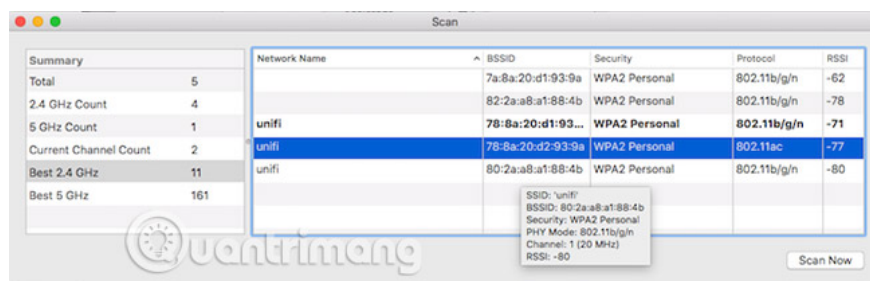 Scan
Summary
Total 5
2.4 GHz Count 4
5 GHz Count 1
Current Channel Count 2
Best 2.4 GHz 11
Best 5 GHz 161
Network Name BSSID Security Protocol RSSI
7a:8a:20:d1:93:9a WPA2 Personal 802.11b/g/n -62
82:2a:a8:a1:88:4b WPA2 Personal 802.11b/g/n -78
unifi 78:8a:20:d1:93... WPA2 Personal 802.11b/g/n -71
unifi 78:8a:20:d2:93:9a WPA2 Personal 802.11ac -77
unifi 80:2a:a8:a1:88:4b WPA2 Personal 802.11b/g/n -80
SSID: 'unifi'
BSSID: 80:2a:a8:a1:88:4b
Security: WPA2 Personal
PHY Mode: 802.11b/g/n
Channel: 1 (20 MHz)
RSSI: -80
Quantrimang
Scan Now